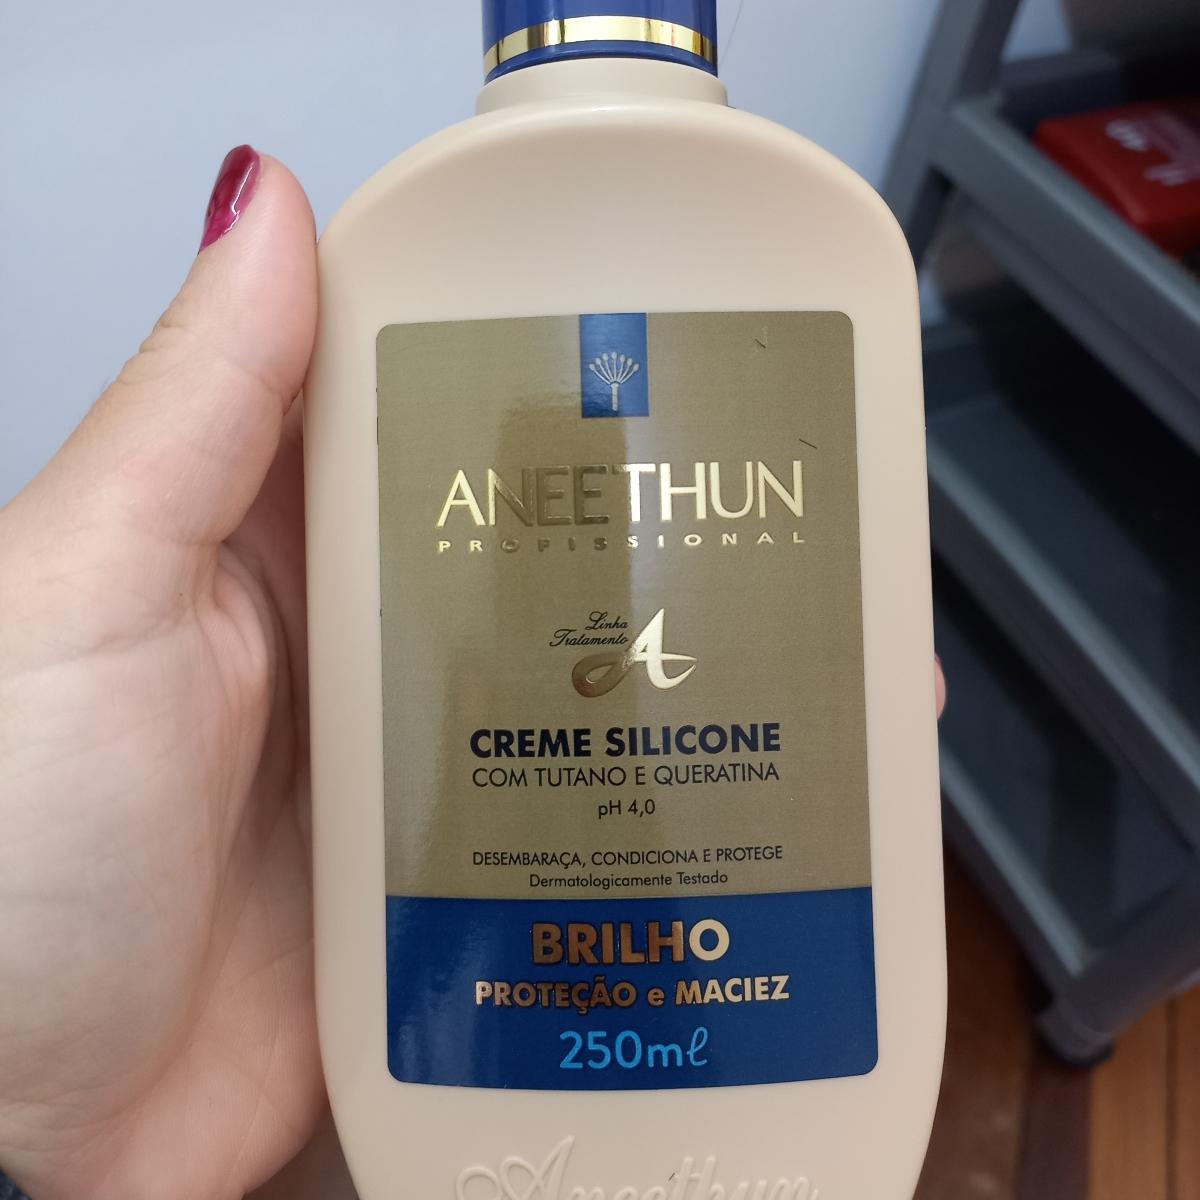 ANEETHUN
PROFISSIONAL
Linha
Tratamento
A
CREME SILICONE
COM TUTANO E QUERATINA
pH 4,0
DESEMBARAÇA, CONDICIONA E PROTEGE
Dermatologicamente Testado
BRILHO
PROTEÇÃO e MACIEZ
250ml
Aneethun